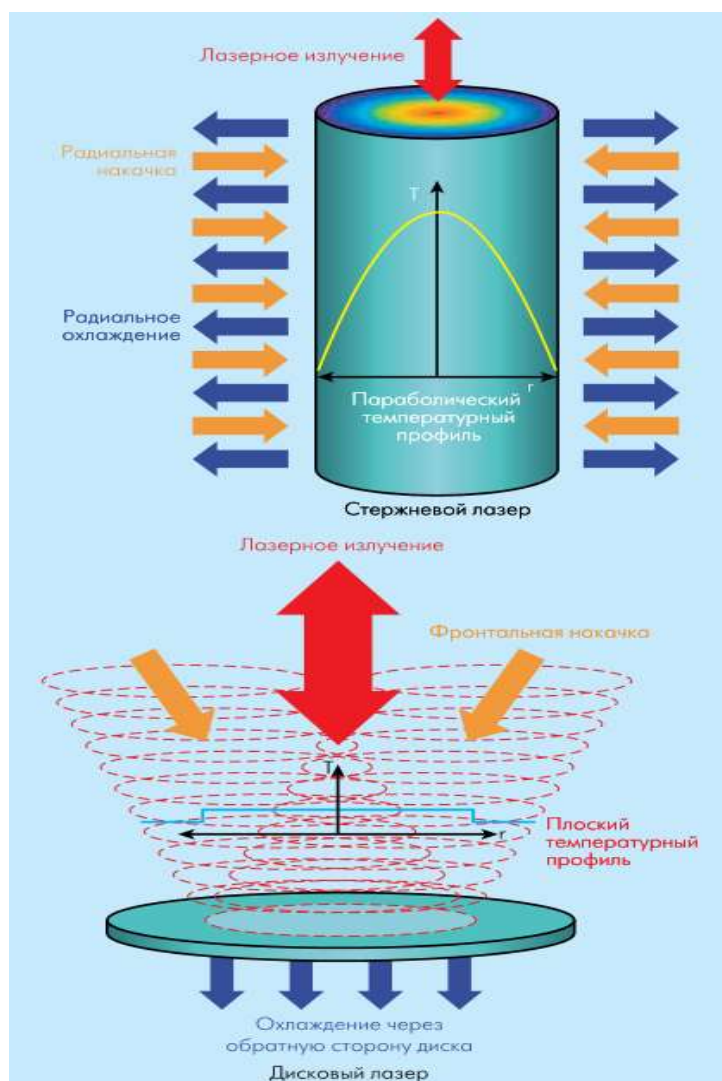 Лазерное излучение
Радиальная
накачка
T
Радиальное
охлаждение
r
Параболический
температурный
профиль
Стержневой лазер
Лазерное излучение
Фронтальная накачка
T
r
Плоский
температурный
профиль
Охлаждение через
обратную сторону диска
Дисковый лазер